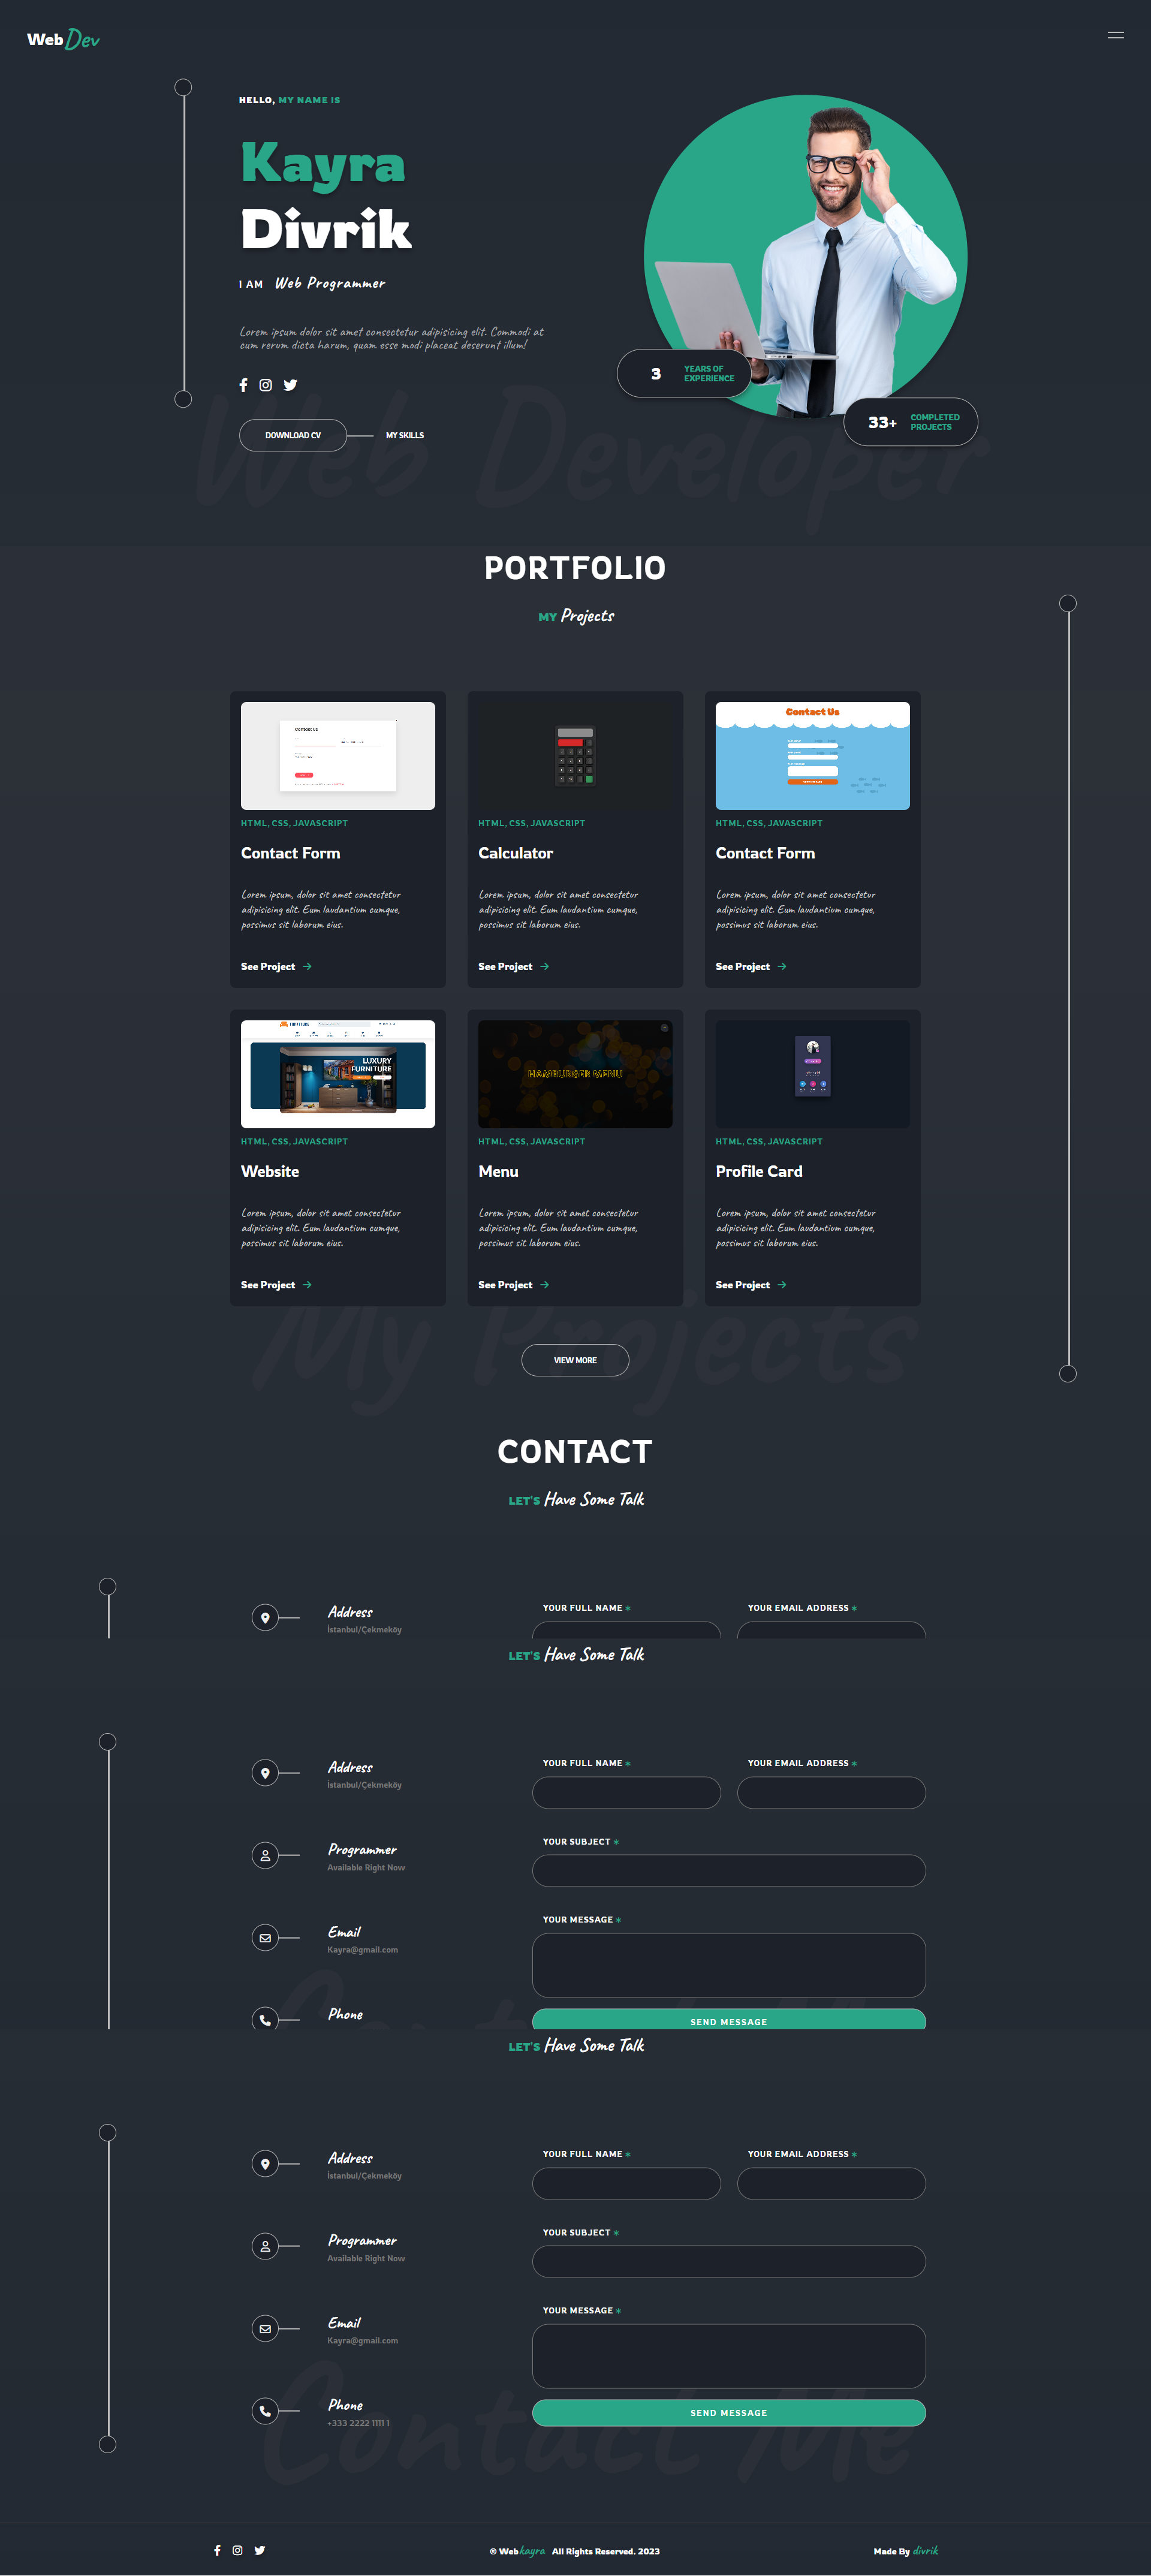 WebDev
HELLO, MY NAME IS
Kayra
Divrik
I AM Web Programmer
Lorem ipsum dolor sit amet consectetur adipisicing elit. Commodi at
cum rerum dicta harum, quam esse modi placeat deserunt illum!
3 YEARS OF
EXPERIENCE
33+ COMPLETED
PROJECTS
DOWNLOAD CV MY SKILLS
Web Developer
PORTFOLIO
MY Projects
Contact Us
Contact Us
HTML, CSS, JAVASCRIPT
Contact Form
Lorem ipsum, dolor sit amet consectetur
adipisicing elit. Eum laudantium cumque,
possimus sit laborum eius.
See Project
HTML, CSS, JAVASCRIPT
Calculator
Lorem ipsum, dolor sit amet consectetur
adipisicing elit. Eum laudantium cumque,
possimus sit laborum eius.
See Project
HTML, CSS, JAVASCRIPT
Contact Form
Lorem ipsum, dolor sit amet consectetur
adipisicing elit. Eum laudantium cumque,
possimus sit laborum eius.
See Project
LUXURY
FURNITURE
HTML, CSS, JAVASCRIPT
Website
Lorem ipsum, dolor sit amet consectetur
adipisicing elit. Eum laudantium cumque,
possimus sit laborum eius.
See Project
HAMBURGER MENU
HTML, CSS, JAVASCRIPT
Menu
Lorem ipsum, dolor sit amet consectetur
adipisicing elit. Eum laudantium cumque,
possimus sit laborum eius.
See Project
HTML, CSS, JAVASCRIPT
Profile Card
Lorem ipsum, dolor sit amet consectetur
adipisicing elit. Eum laudantium cumque,
possimus sit laborum eius.
See Project
My Projects
VIEW MORE
CONTACT
LET'S Have Some Talk
Address
İstanbul/Çekmeköy
YOUR FULL NAME *
YOUR EMAIL ADDRESS *
LET'S Have Some Talk
Address
İstanbul/Çekmeköy
Programmer
Available Right Now
Email
Kayra@gmail.com
Phone
YOUR FULL NAME *
YOUR EMAIL ADDRESS *
YOUR SUBJECT *
YOUR MESSAGE *
SEND MESSAGE
LET'S Have Some Talk
Address
İstanbul/Çekmeköy
Programmer
Available Right Now
Email
Kayra@gmail.com
Phone
+333 2222 1111 1
YOUR FULL NAME *
YOUR EMAIL ADDRESS *
YOUR SUBJECT *
YOUR MESSAGE *
SEND MESSAGE
Contact Me
© Webkayra All Rights Reserved. 2023
Made By divrik